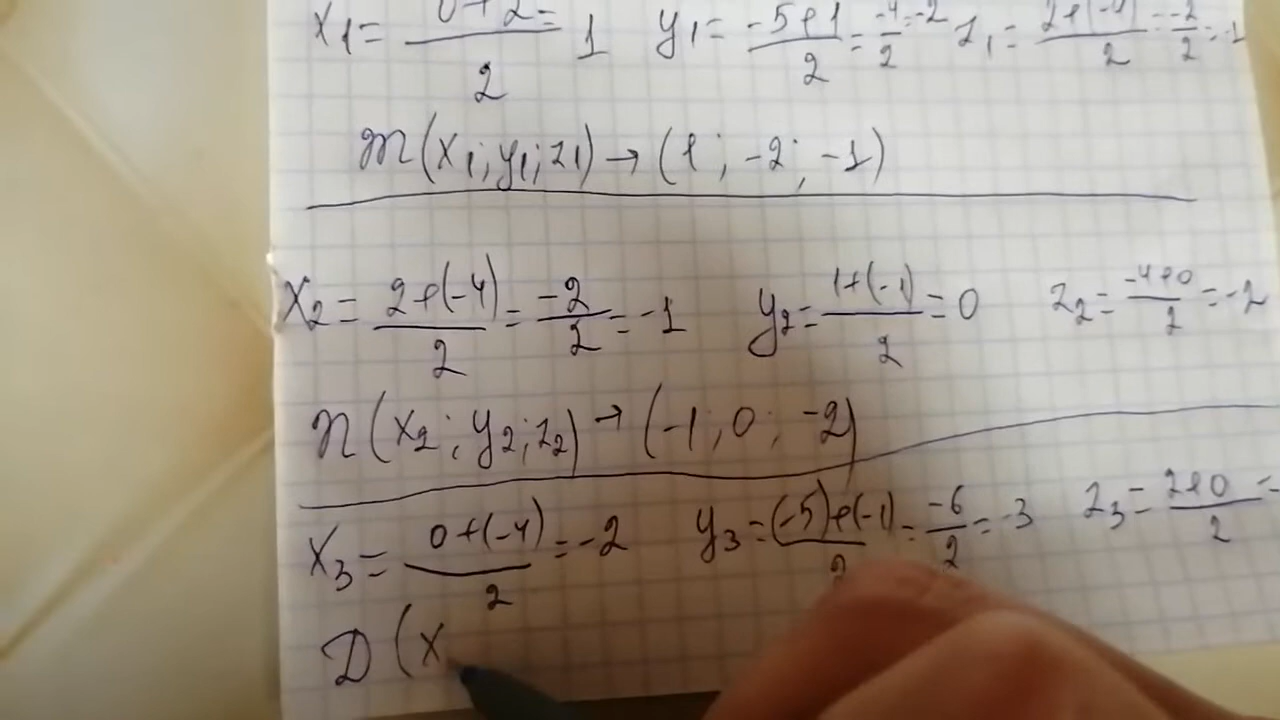 x₁ = (0+2)/2 = 1 y₁ = (-5+1)/2 = -4/2 = -2 z₁ = (2+(-4))/2 = -2/2 = -1
M(x₁; y₁; z₁) → (1; -2; -1)
x₂ = (2+(-4))/2 = -2/2 = -1 y₂ = (1+(-1))/2 = 0 z₂ = (-4+0)/2 = -2
N(x₂; y₂; z₂) → (-1; 0; -2)
x₃ = (0+(-4))/2 = -2 y₃ = ((-5)+(-1))/2 = -6/2 = -3 z₃ = (2+0)/2 =
D(x